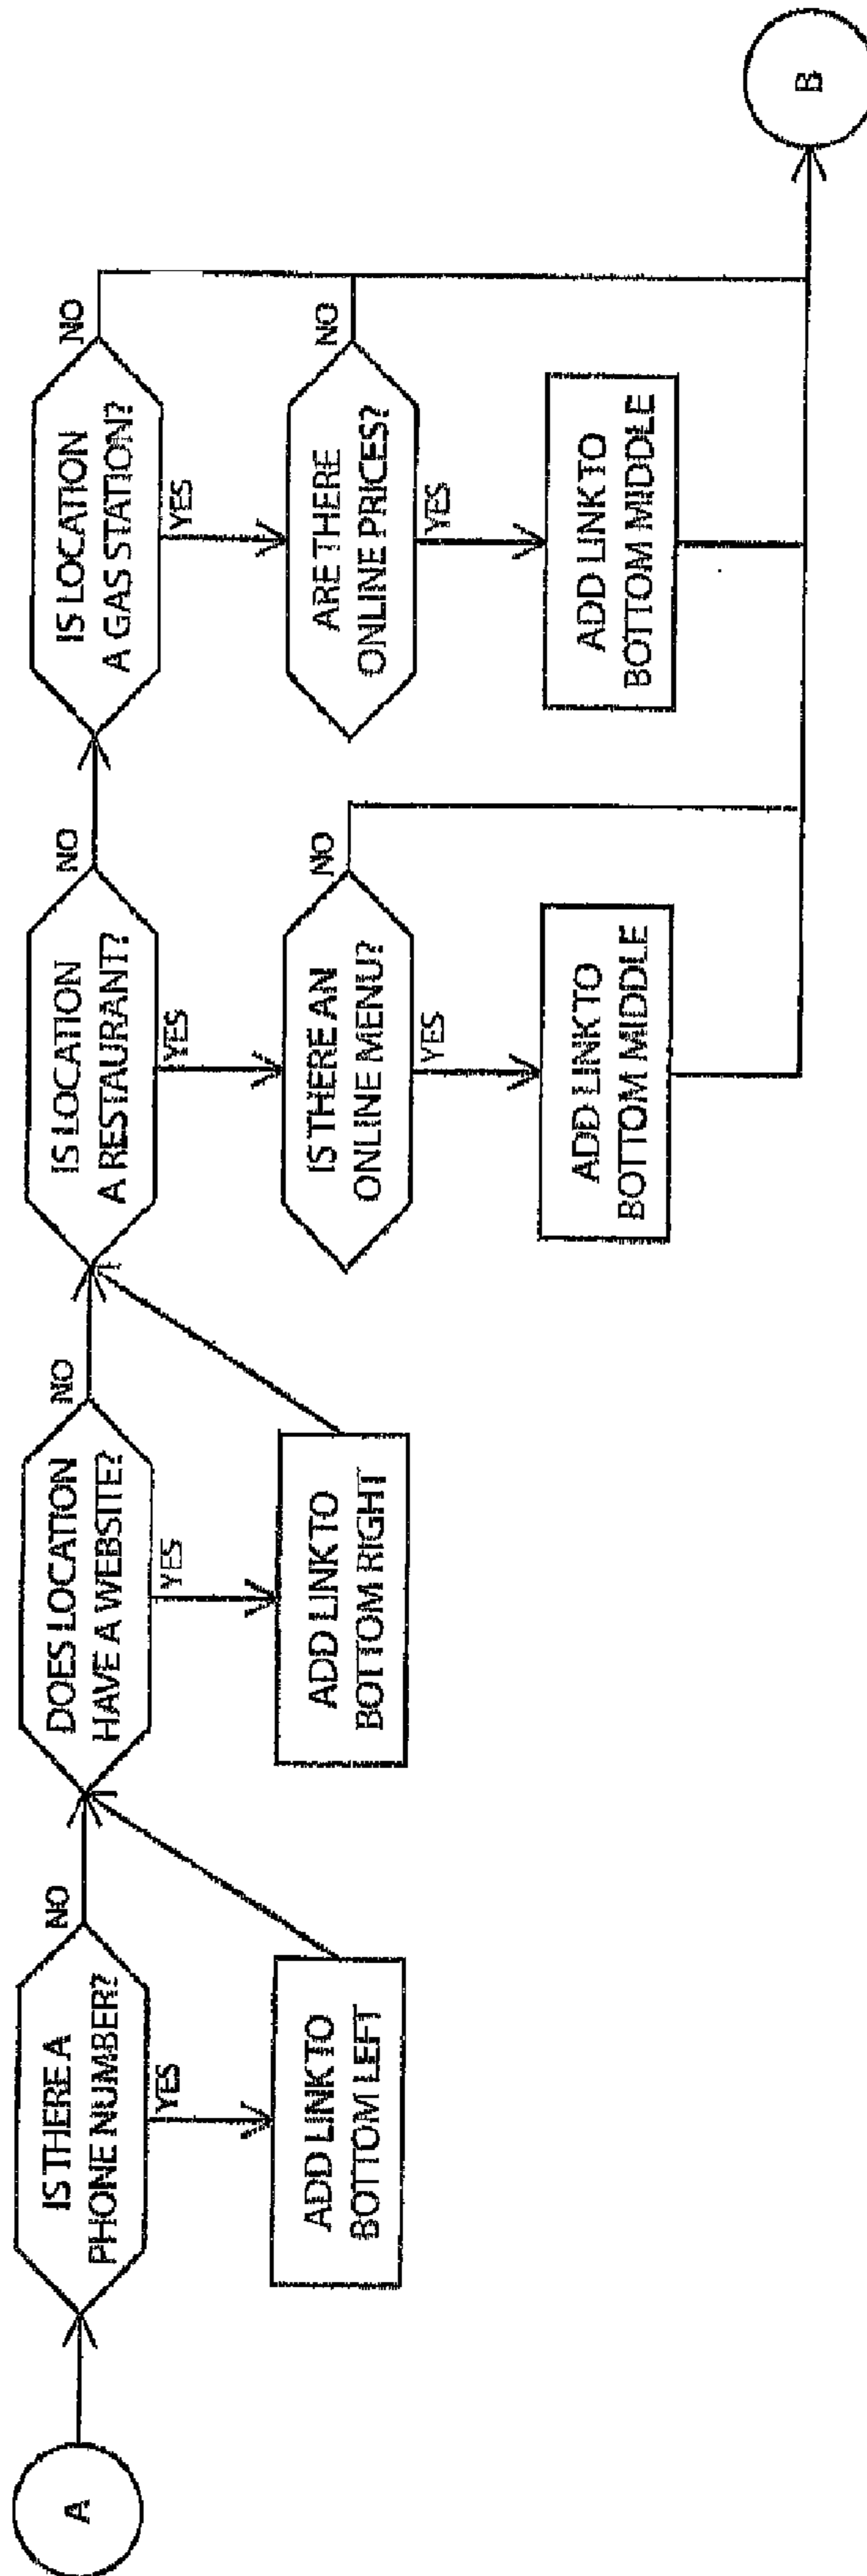 A
IS THERE A
PHONE NUMBER?
NO
YES
ADD LINK TO
BOTTOM LEFT
DOES LOCATION
HAVE A WEBSITE?
NO
YES
ADD LINK TO
BOTTOM RIGHT
IS LOCATION
A RESTAURANT?
NO
YES
IS THERE AN
ONLINE MENU?
NO
YES
ADD LINK TO
BOTTOM MIDDLE
IS LOCATION
A GAS STATION?
NO
YES
ARE THERE
ONLINE PRICES?
NO
YES
ADD LINK TO
BOTTOM MIDDLE
B